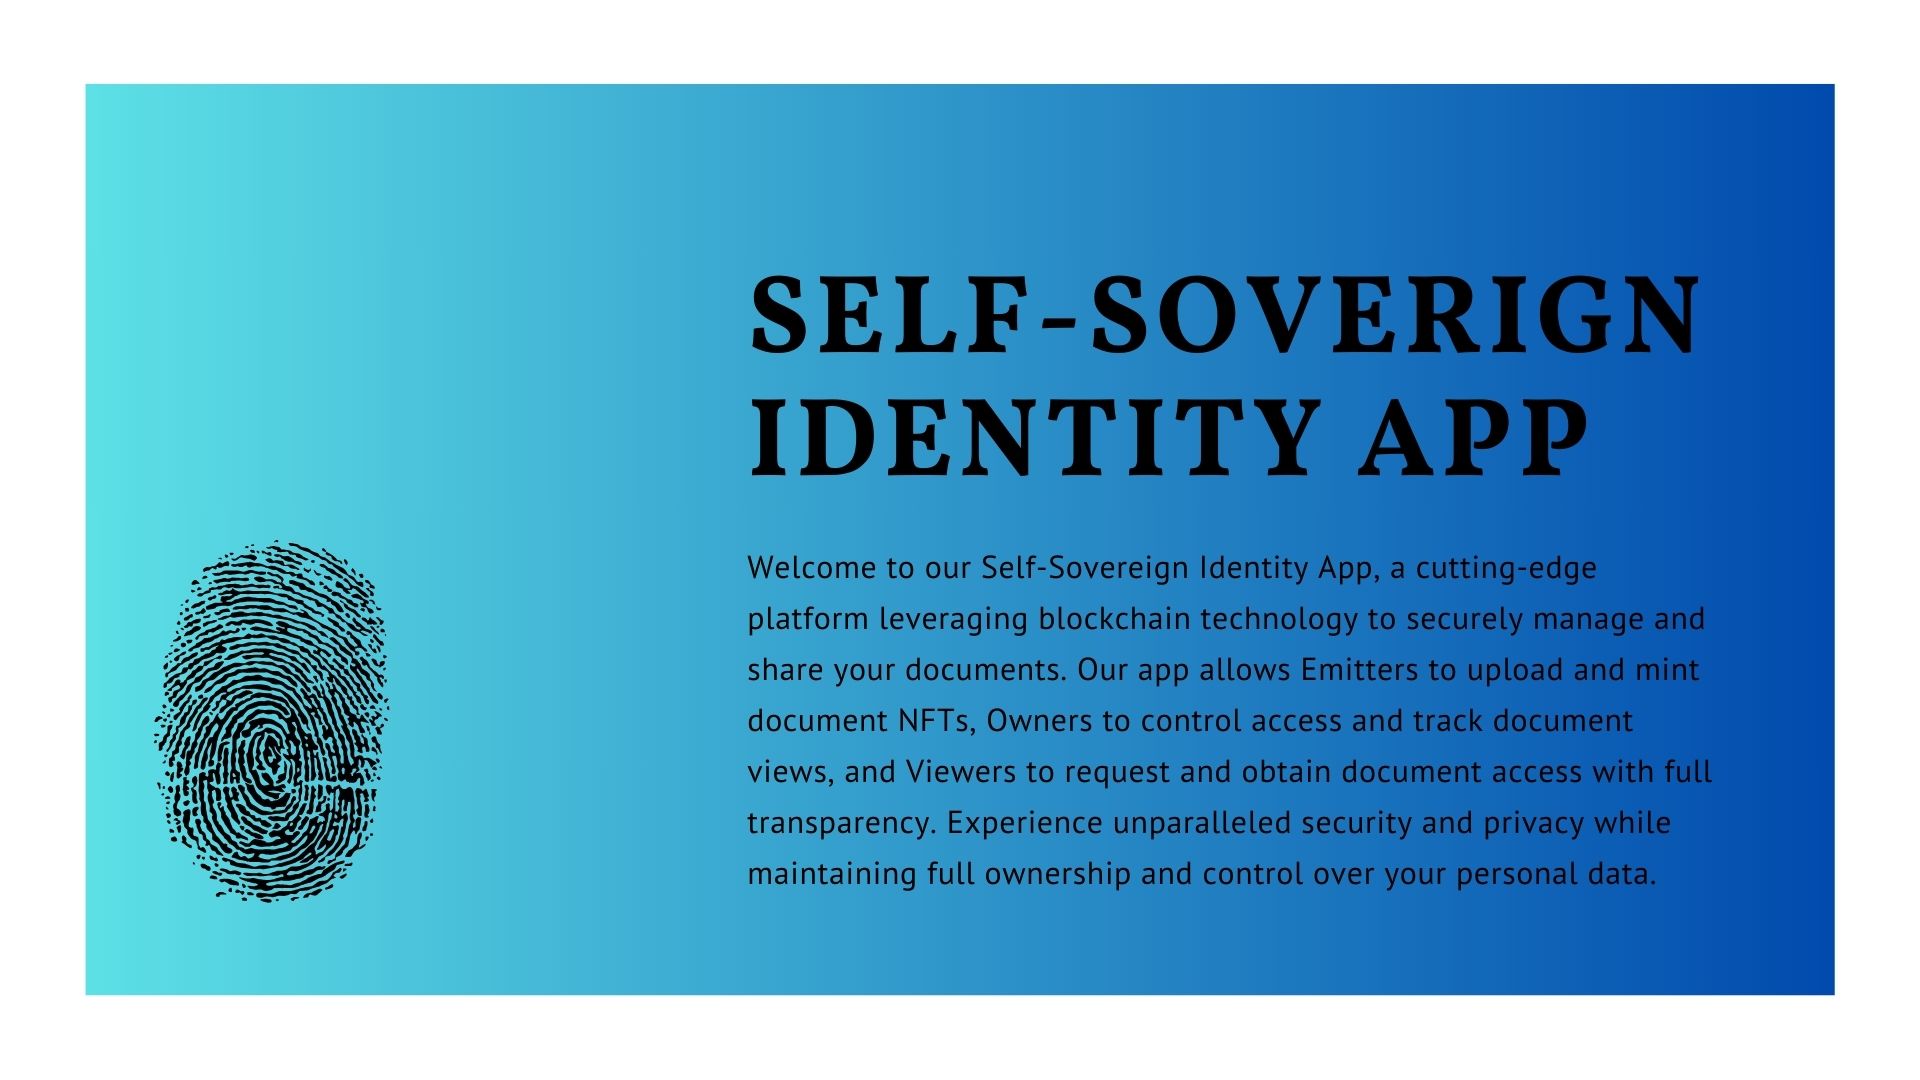 SELF-SOVERIGN
IDENTITY APP
Welcome to our Self-Sovereign Identity App, a cutting-edge
platform leveraging blockchain technology to securely manage and
share your documents. Our app allows Emitters to upload and mint
document NFTs, Owners to control access and track document
views, and Viewers to request and obtain document access with full
transparency. Experience unparalleled security and privacy while
maintaining full ownership and control over your personal data.